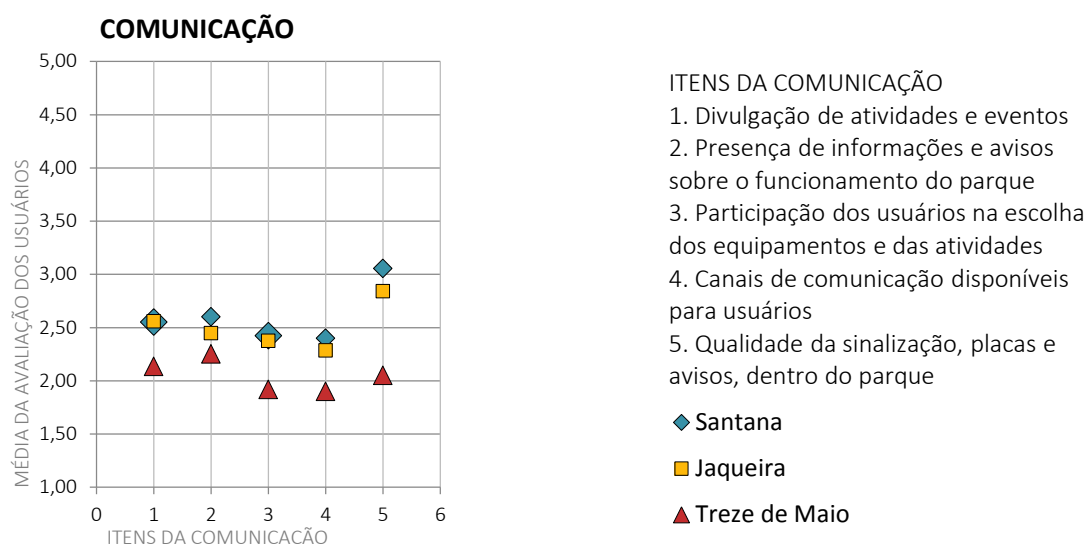 COMUNICAÇÃO
5,00
4,50
4,00
3,50
3,00
2,50
2,00
1,50
1,00
0 1 2 3 4 5 6
MÉDIA DA AVALIAÇÃO DOS USUÁRIOS
ITENS DA COMUNICAÇÃO
ITENS DA COMUNICAÇÃO
1. Divulgação de atividades e eventos
2. Presença de informações e avisos
sobre o funcionamento do parque
3. Participação dos usuários na escolha
dos equipamentos e das atividades
4. Canais de comunicação disponíveis
para usuários
5. Qualidade da sinalização, placas e
avisos, dentro do parque
Santana
Jaqueira
Treze de Maio